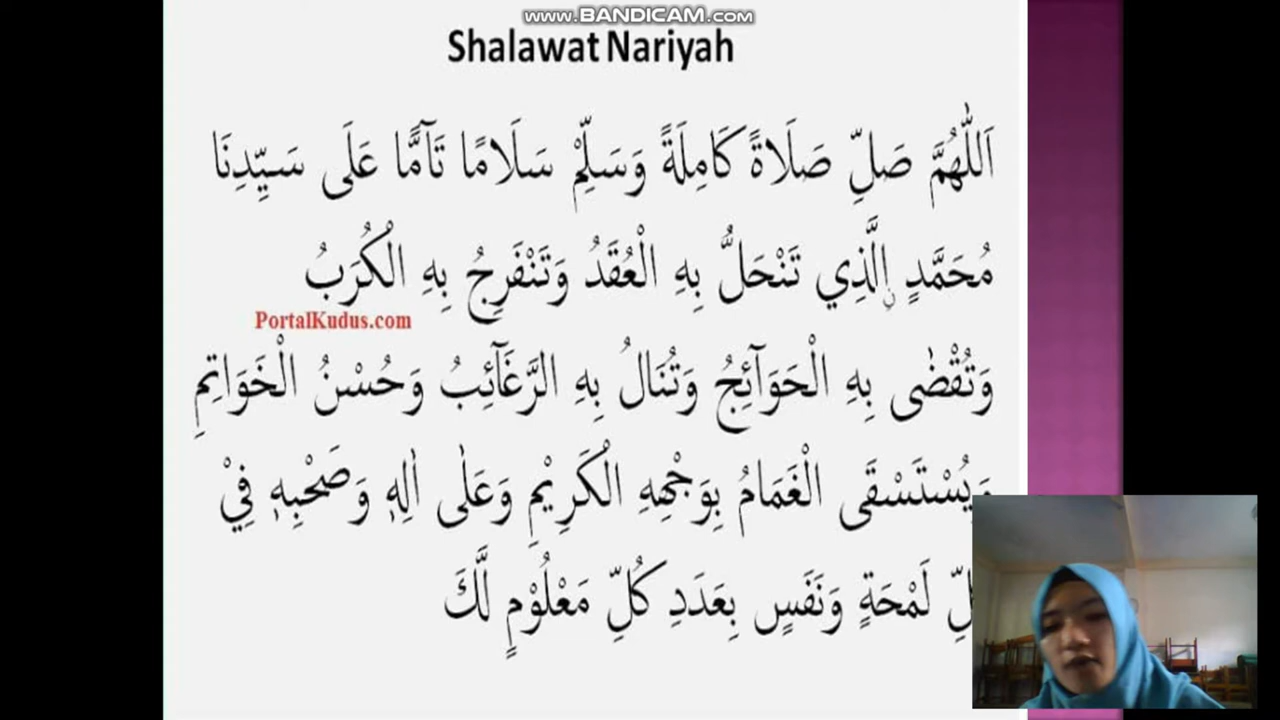 www.BANDICAM.com
Shalawat Nariyah
اَللّٰهُمَّ صَلِّ صَلَاةً كَامِلَةً وَسَلِّمْ سَلَامًا تَآمًّا عَلَى سَيِّدِنَا
مُحَمَّدٍ ࣙالَّذِي تَنْحَلُّ بِهِ الْعُقَدُ وَتَنْفَرِجُ بِهِ الْكُرَبُ
PortalKudus.com
وَتُقْضٰى بِهِ الْحَوَآئِجُ وَتُنَالُ بِهِ الرَّغَآئِبُ وَحُسْنُ الْخَوَاتِمِ
وَيُسْتَسْقَى الْغَمَامُ بِوَجْهِهِ الْكَرِيْمِ وَعَلٰى اٰلِهٖ وَصَحْبِهٖ فِيْ
لَمْحَةٍ وَنَفَسٍ بِعَدَدِ كُلِّ مَعْلُوْمٍ لَّكَ